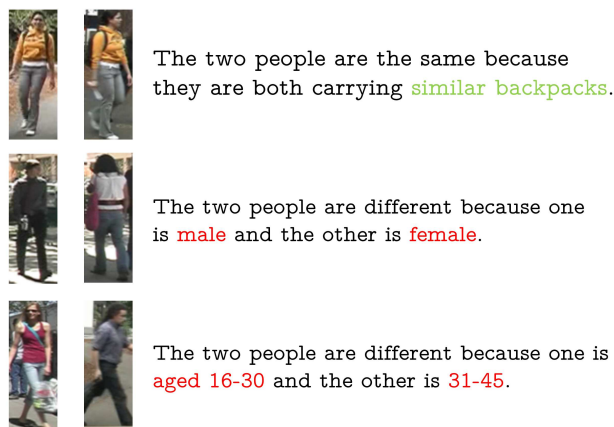 The two people are the same because
they are both carrying similar backpacks.
The two people are different because one
is male and the other is female.
The two people are different because one is
aged 16-30 and the other is 31-45.